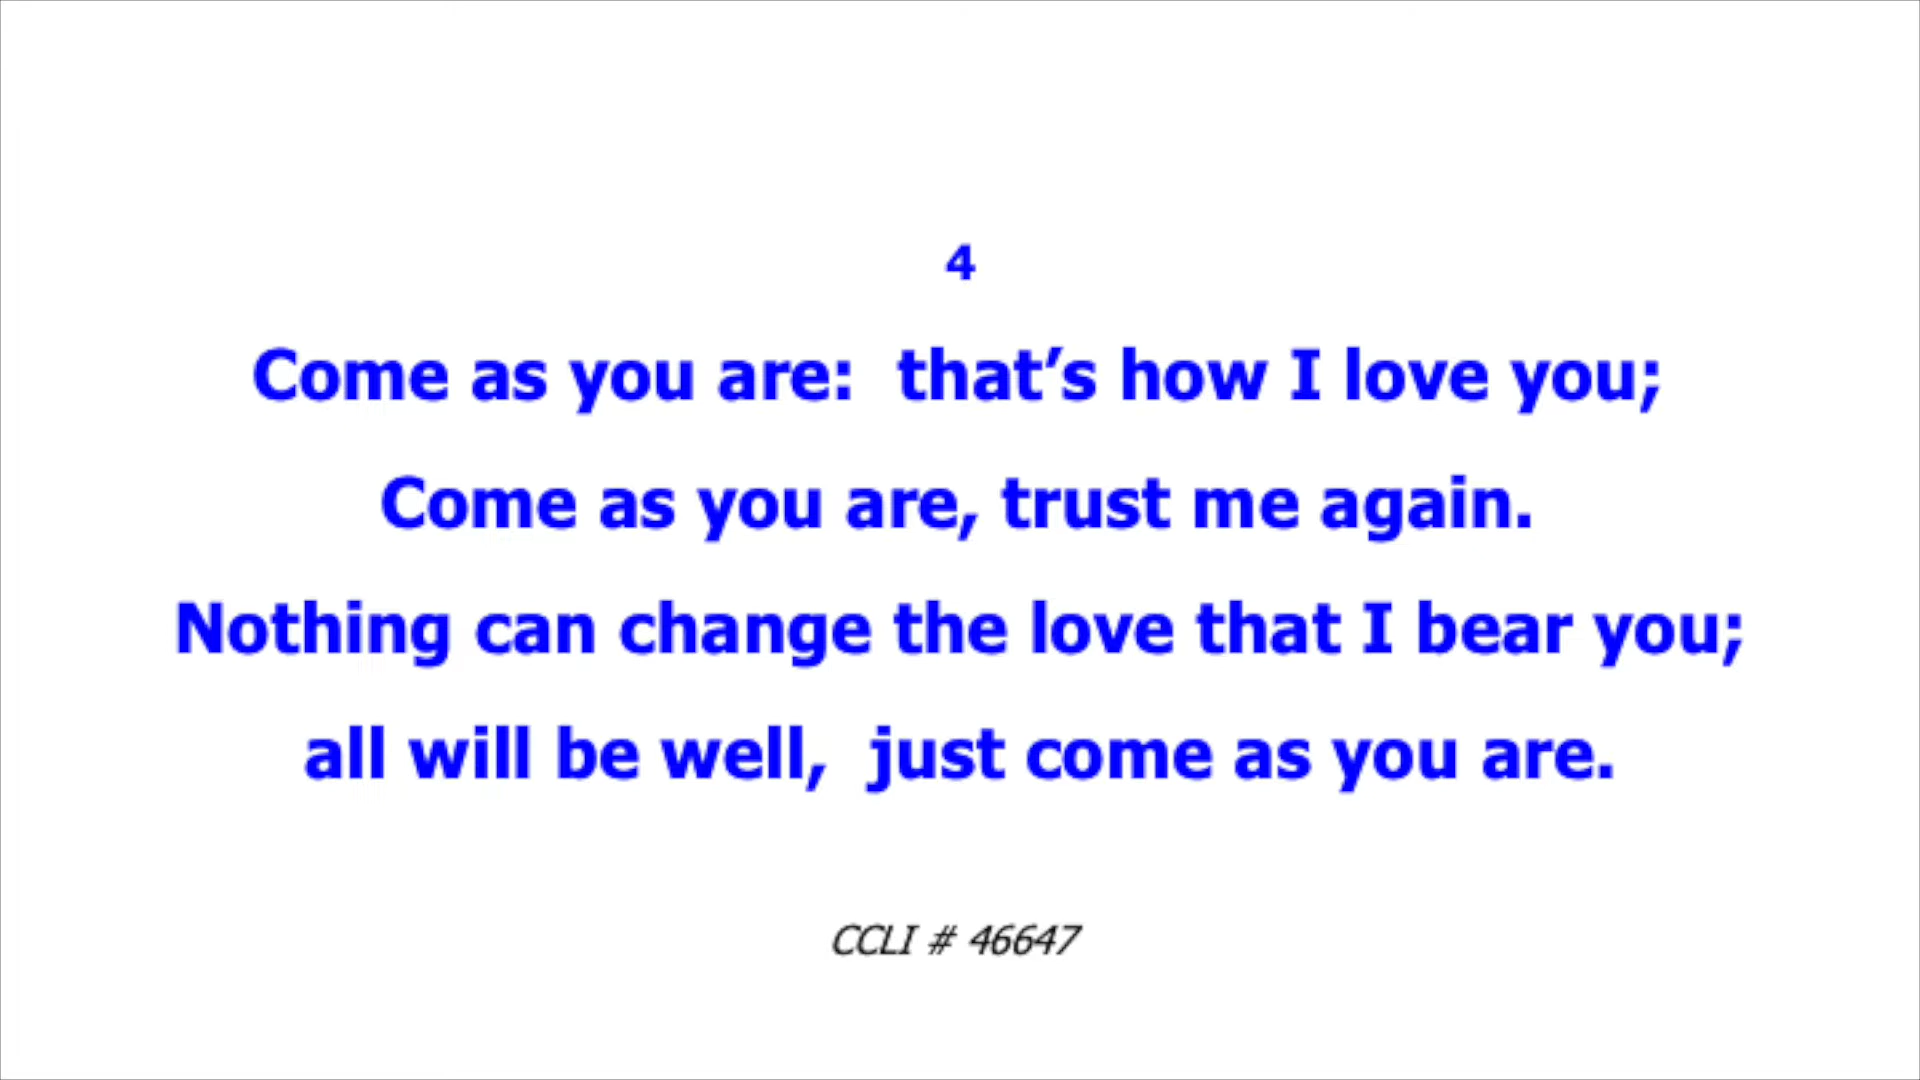 4
Come as you are:  that’s how I love you;
Come as you are, trust me again.
Nothing can change the love that I bear you;
all will be well,  just come as you are.
CCLI # 46647